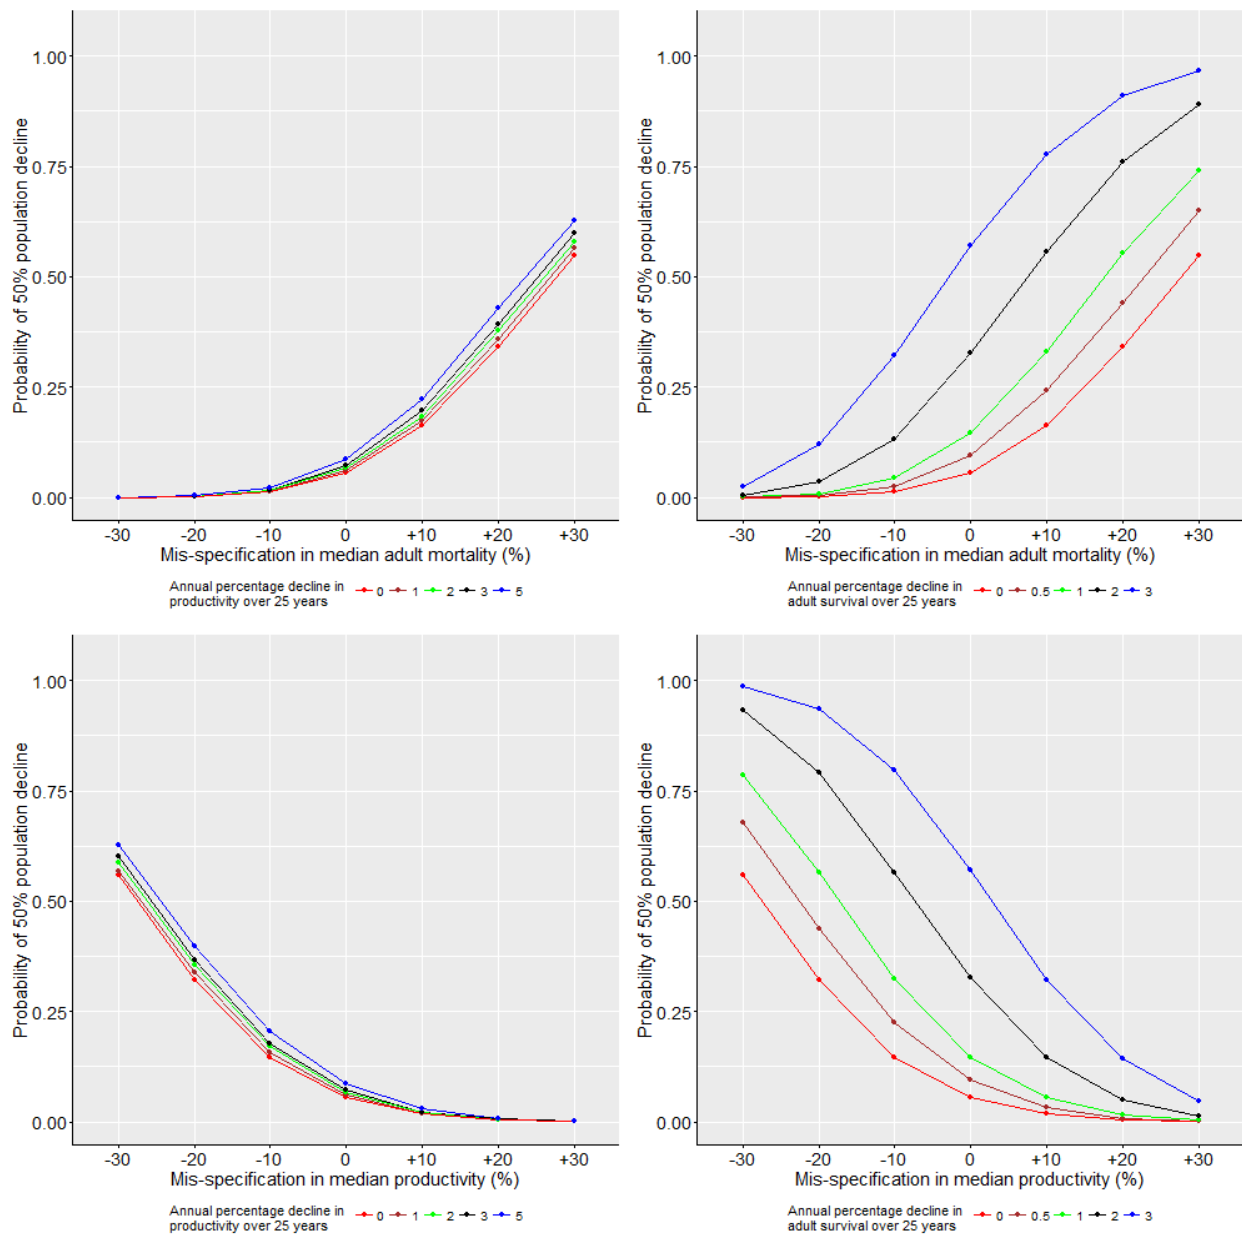 Probability of 50% population decline
1.00
0.75
0.50
0.25
0.00
-30 -20 -10 0 +10 +20 +30
Mis-specification in median adult mortality (%)
Annual percentage decline in
productivity over 25 years
0 1 2 3 5
Probability of 50% population decline
1.00
0.75
0.50
0.25
0.00
-30 -20 -10 0 +10 +20 +30
Mis-specification in median adult mortality (%)
Annual percentage decline in
adult survival over 25 years
0 0.5 1 2 3
Probability of 50% population decline
1.00
0.75
0.50
0.25
0.00
-30 -20 -10 0 +10 +20 +30
Mis-specification in median productivity (%)
Annual percentage decline in
productivity over 25 years
0 1 2 3 5
Probability of 50% population decline
1.00
0.75
0.50
0.25
0.00
-30 -20 -10 0 +10 +20 +30
Mis-specification in median productivity (%)
Annual percentage decline in
adult survival over 25 years
0 0.5 1 2 3